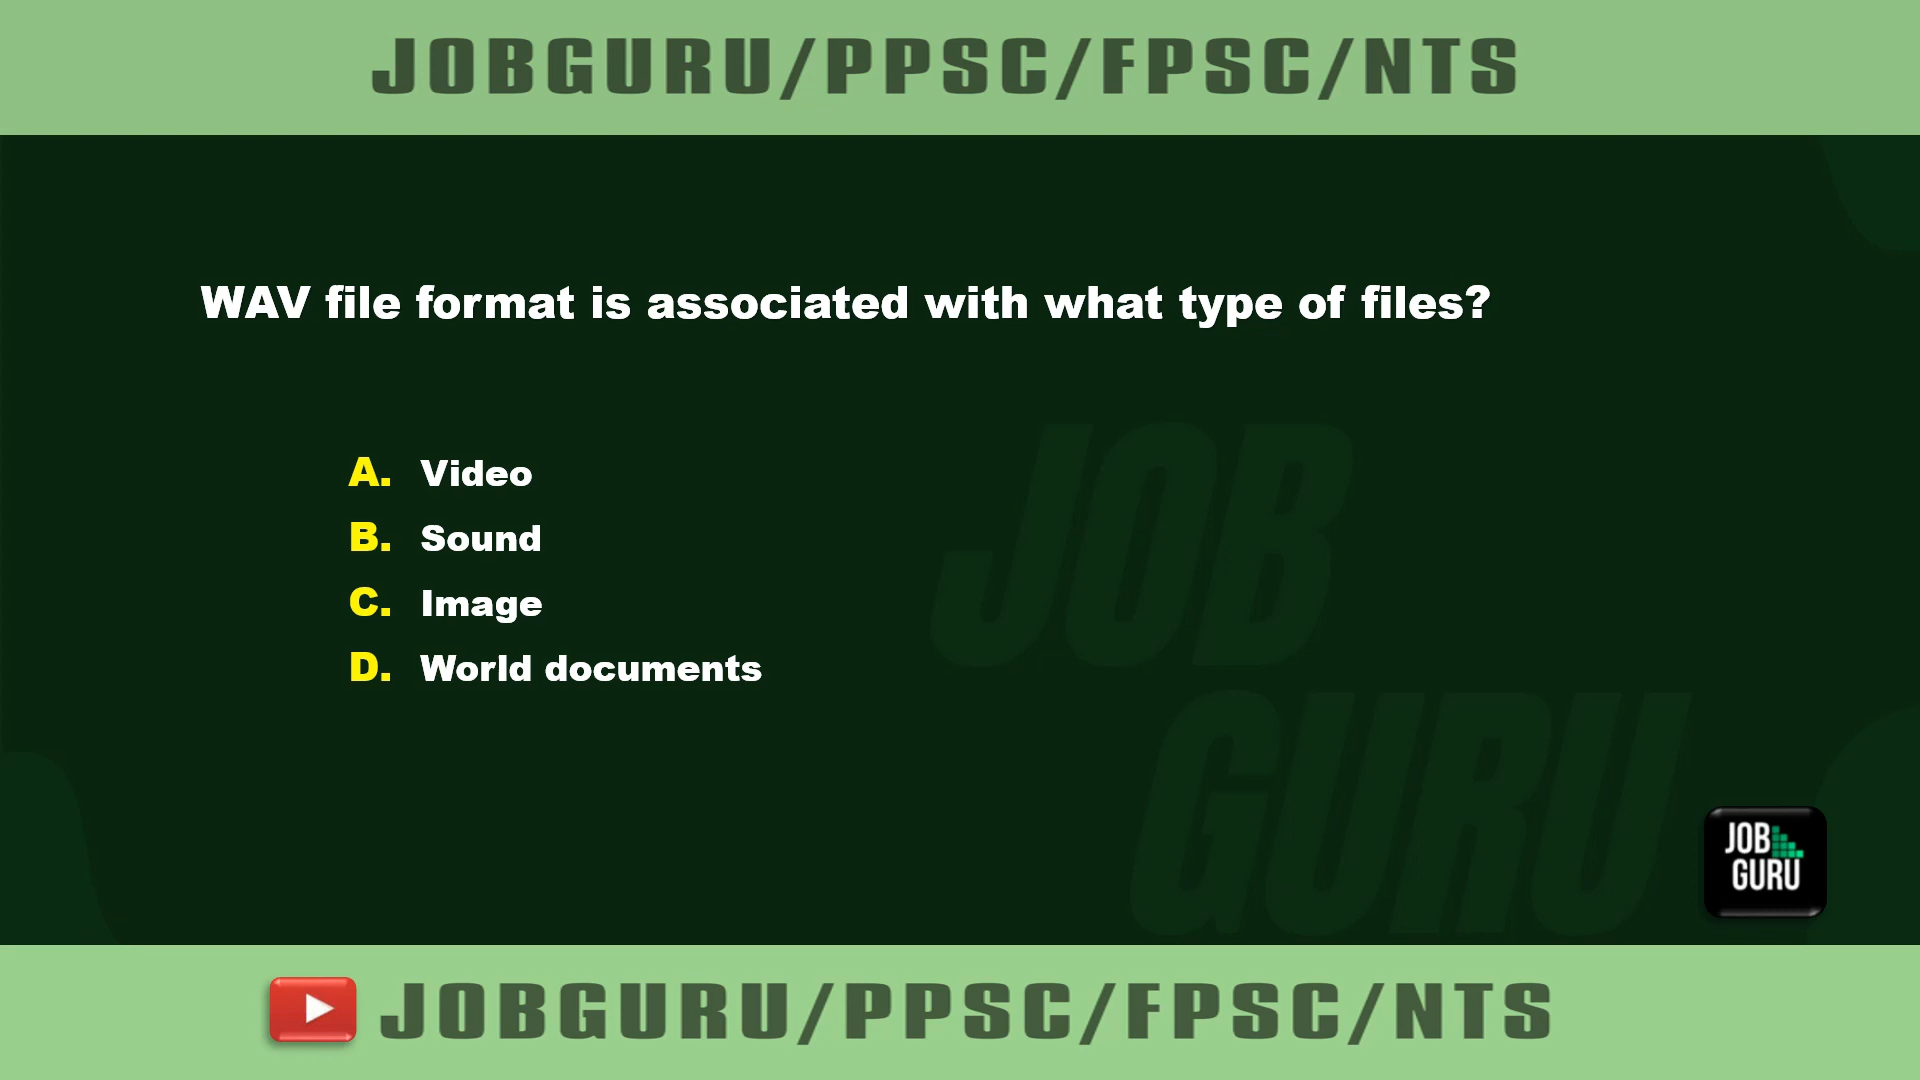 JOBGURU/PPSC/FPSC/NTS
WAV file format is associated with what type of files?
A. Video
B. Sound
C. Image
D. World documents
JOB
GURU
JOB
GURU
JOBGURU/PPSC/FPSC/NTS